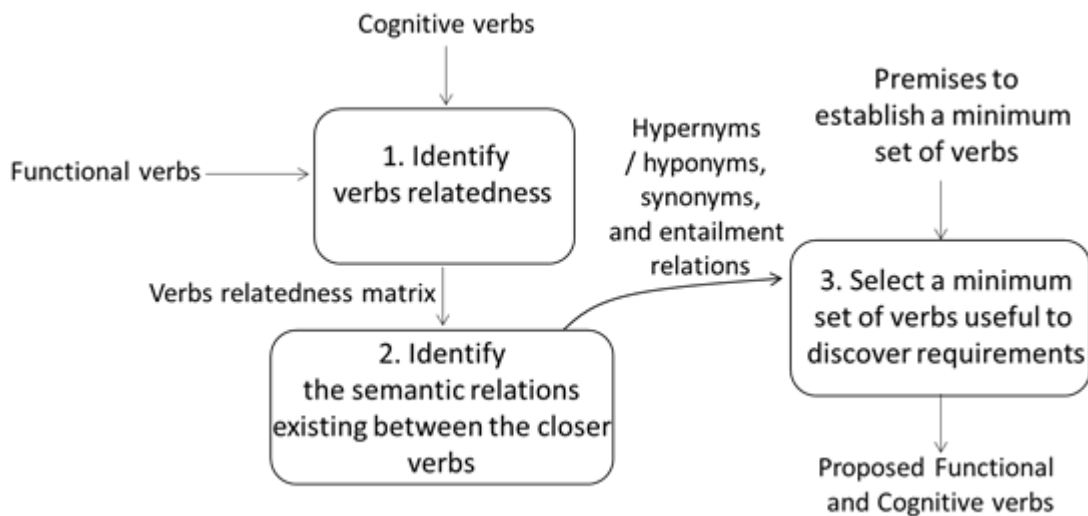 Cognitive verbs
Functional verbs
1. Identify
verbs relatedness
Verbs relatedness matrix
2. Identify
the semantic relations
existing between the closer
verbs
Hypernyms
/ hyponyms,
synonyms,
and entailment
relations
Premises to
establish a minimum
set of verbs
3. Select a minimum
set of verbs useful to
discover requirements
Proposed Functional
and Cognitive verbs